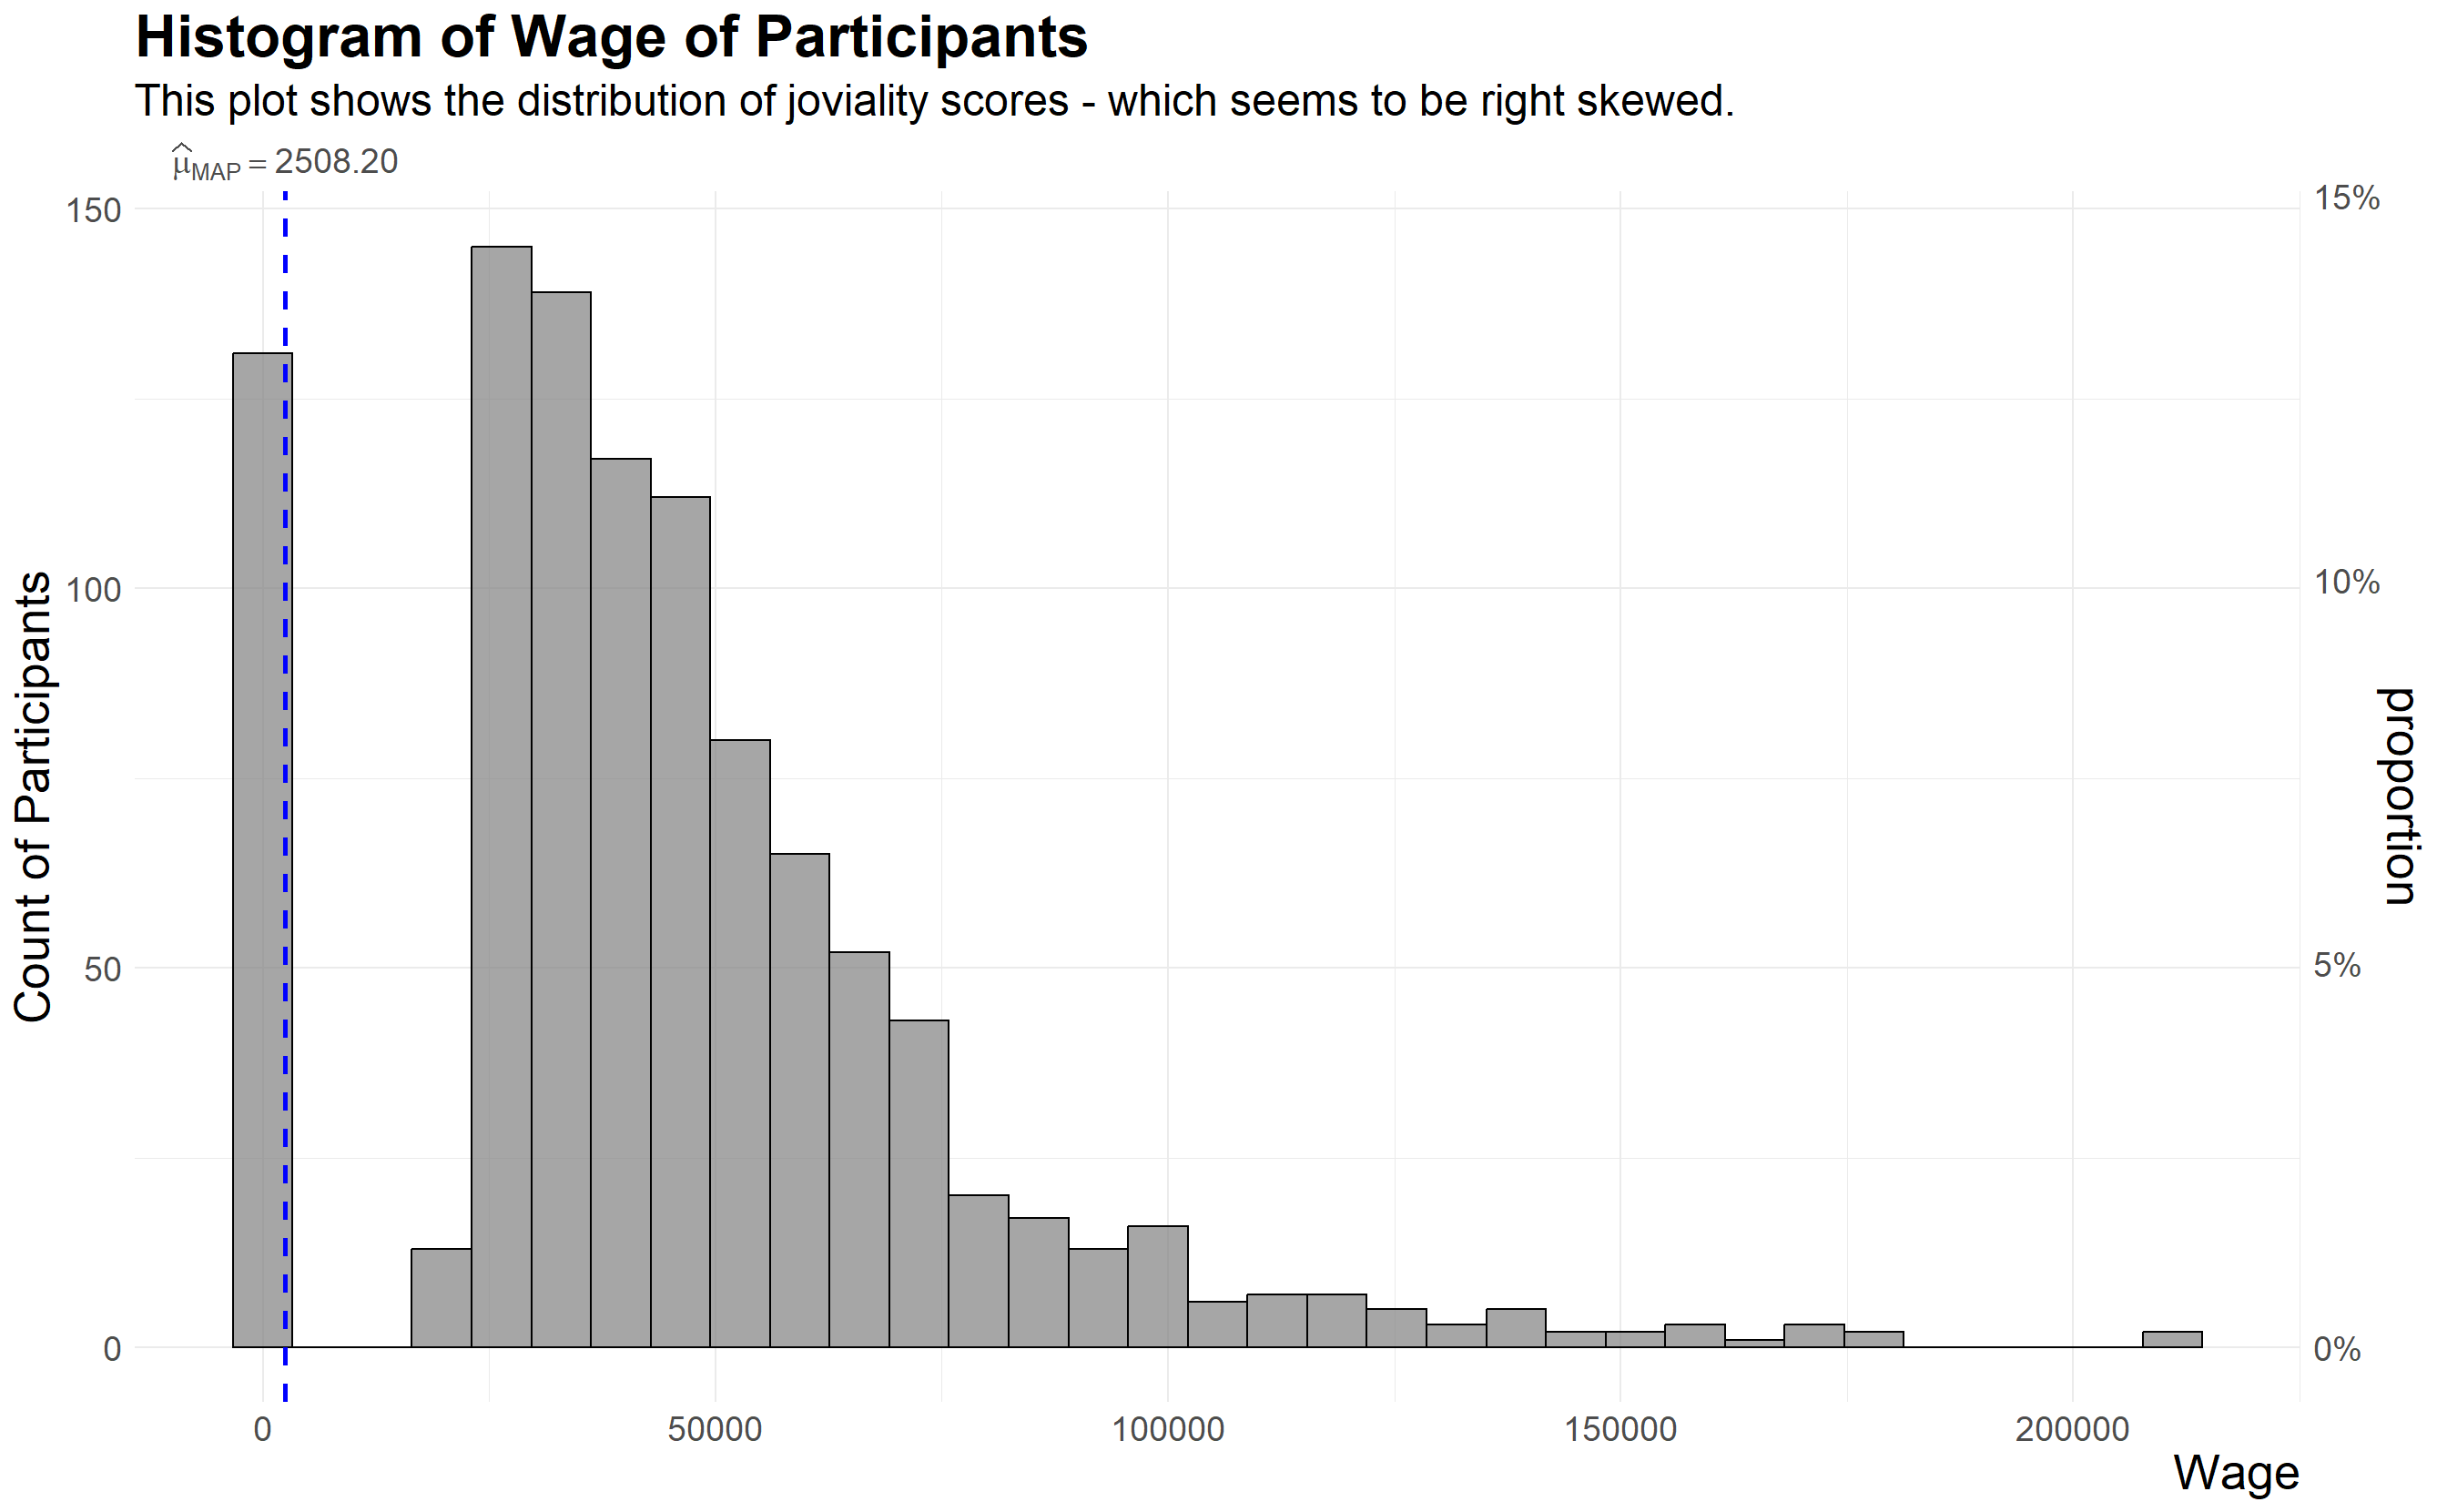 Histogram of Wage of Participants
This plot shows the distribution of joviality scores - which seems to be right skewed.
μ̂MAP = 2508.20
150
100
50
0
Count of Participants
15%
10%
5%
0%
proportion
0
50000
100000
150000
200000
Wage